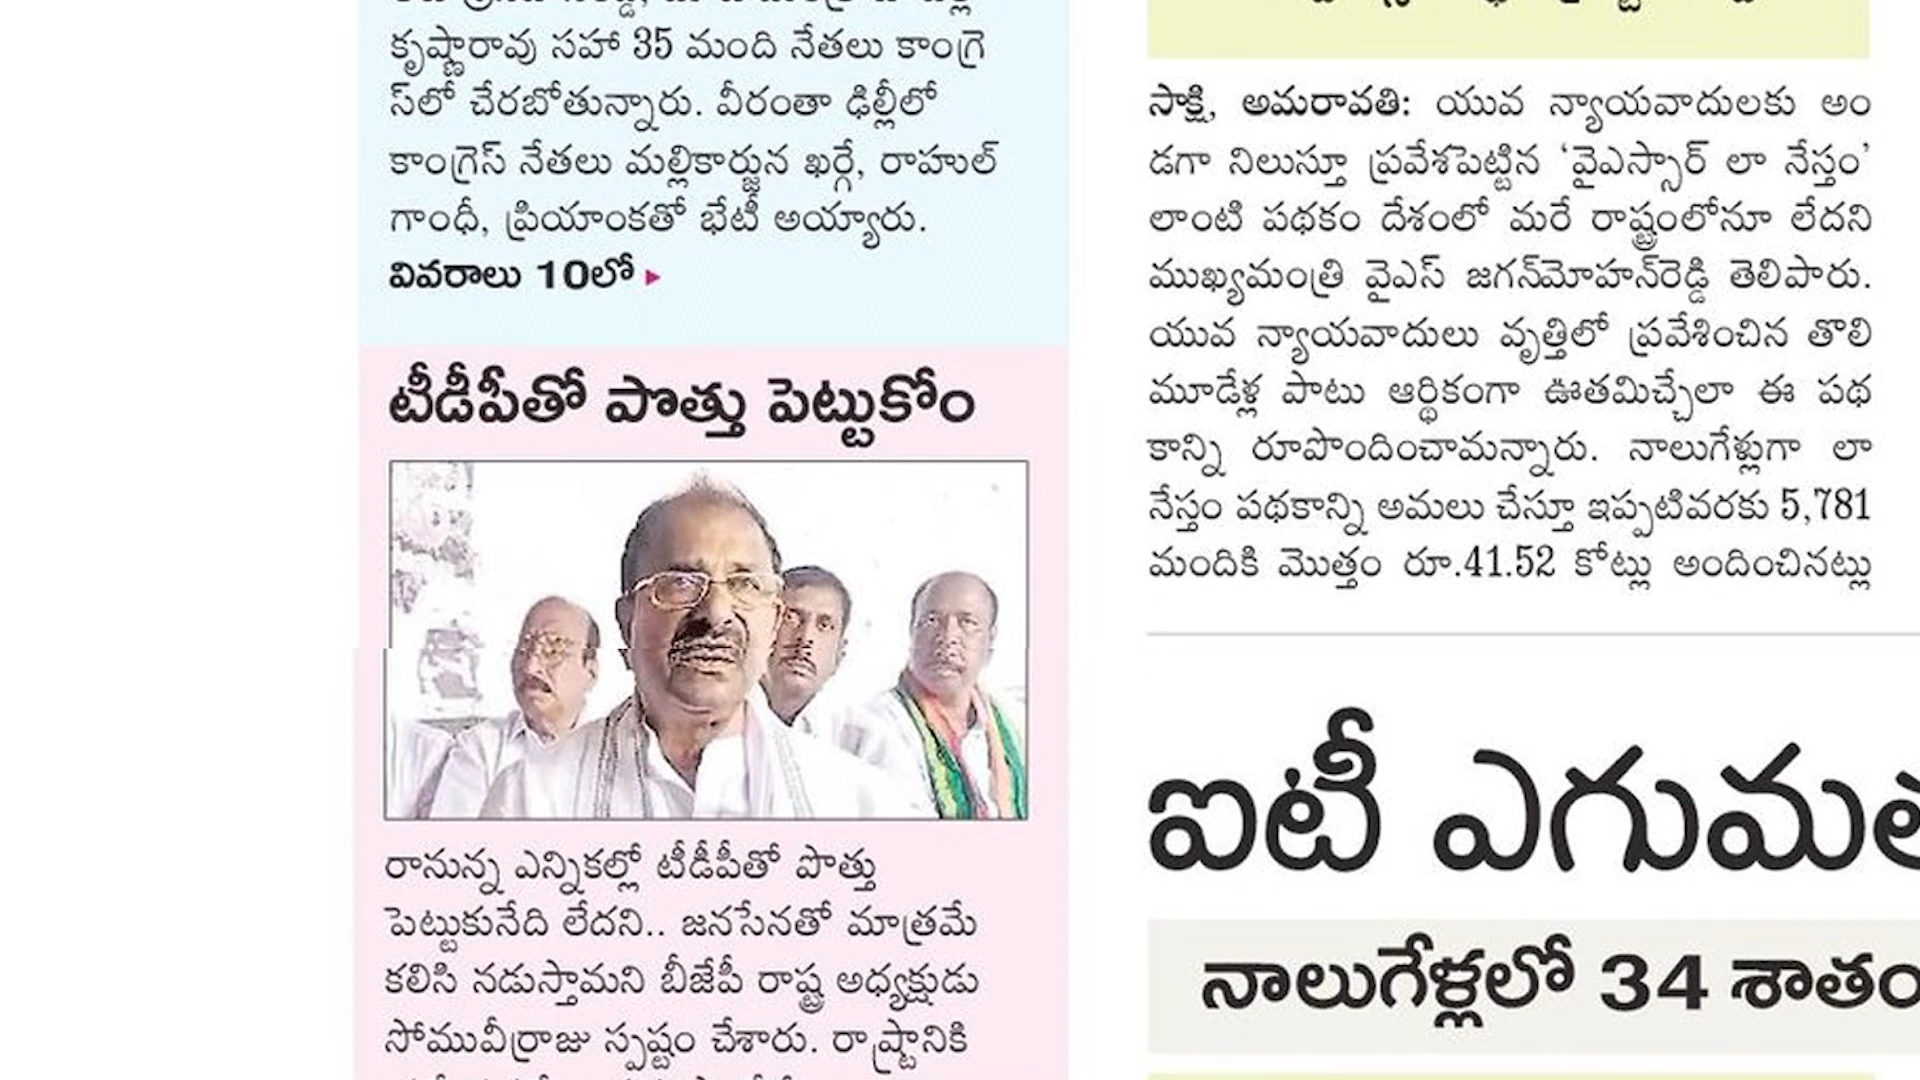 కృష్ణారావు సహా 35 మంది నేతలు కాంగ్రె
స్‌లో చేరబోతున్నారు. వీరంతా ఢిల్లీలో
కాంగ్రెస్ నేతలు మల్లికార్జున ఖర్గే, రాహుల్
గాంధీ, ప్రియాంకతో భేటీ అయ్యారు.
వివరాలు 10లో
టీడీపీతో పొత్తు పెట్టుకోం
రానున్న ఎన్నికల్లో టీడీపీతో పొత్తు
పెట్టుకునేది లేదని.. జనసేనతో మాత్రమే
కలిసి నడుస్తామని బీజేపీ రాష్ట్ర అధ్యక్షుడు
సోమువీర్రాజు స్పష్టం చేశారు. రాష్ట్రానికి
సాక్షి, అమరావతి: యువ న్యాయవాదులకు అం
డగా నిలుస్తూ ప్రవేశపెట్టిన ‘వైఎస్సార్ లా నేస్తం’
లాంటి పథకం దేశంలో మరే రాష్ట్రంలోనూ లేదని
ముఖ్యమంత్రి వైఎస్ జగన్‌మోహన్‌రెడ్డి తెలిపారు.
యువ న్యాయవాదులు వృత్తిలో ప్రవేశించిన తొలి
మూడేళ్ల పాటు ఆర్థికంగా ఊతమిచ్చేలా ఈ పథ
కాన్ని రూపొందించామన్నారు. నాలుగేళ్లుగా లా
నేస్తం పథకాన్ని అమలు చేస్తూ ఇప్పటివరకు 5,781
మందికి మొత్తం రూ.41.52 కోట్లు అందించినట్లు
ఐటీ ఎగుమ
నాలుగేళ్లలో 34 శాతం